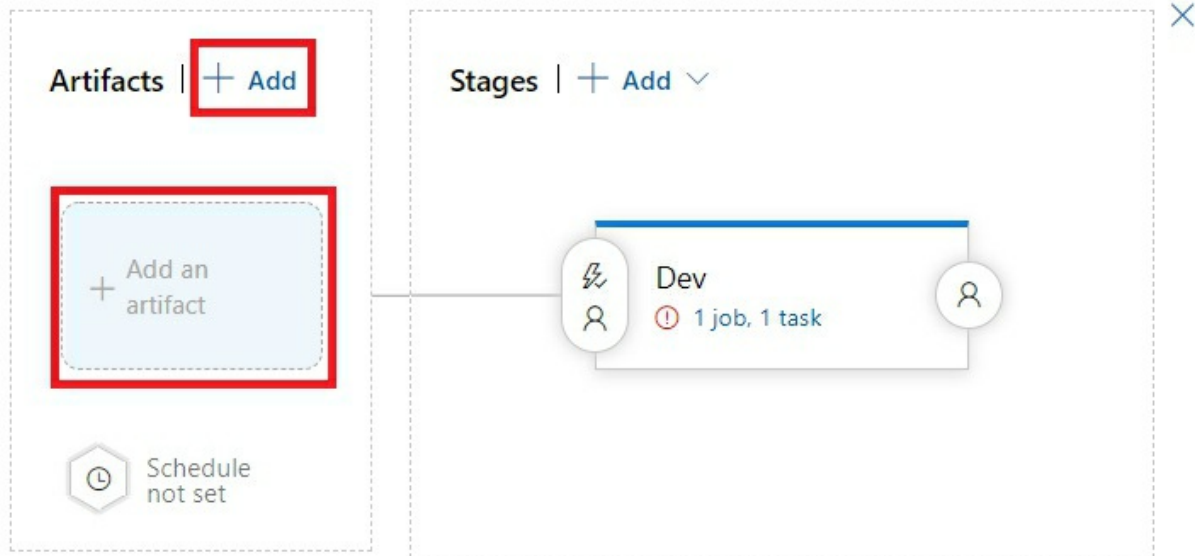 Artifacts | + Add
Stages | + Add
Add an
artifact
Dev
1 job, 1 task
Schedule
not set